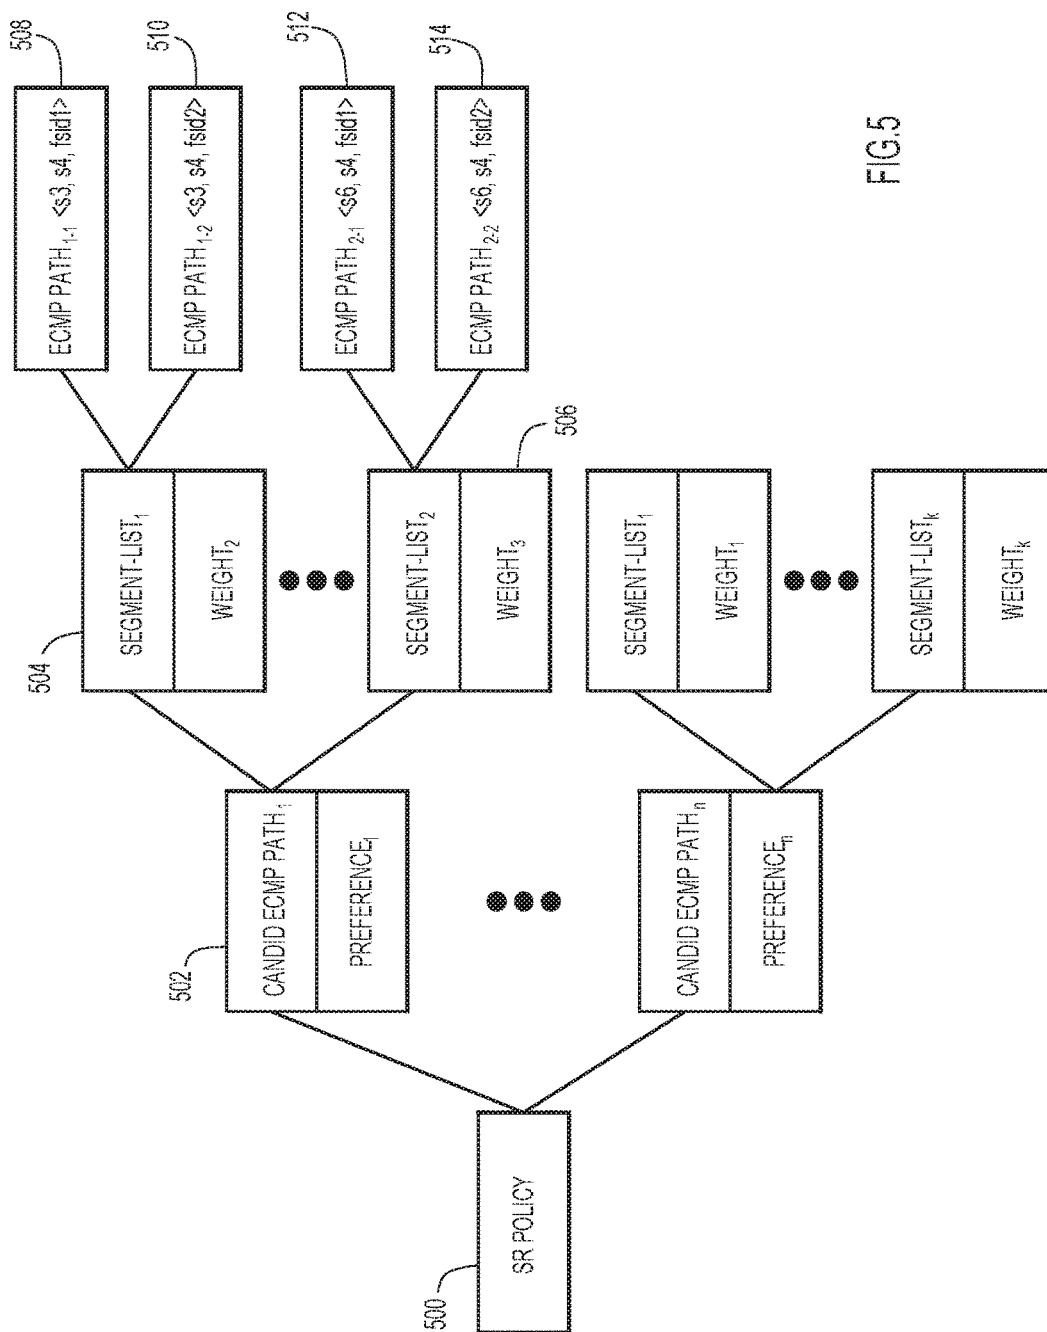 500
SR POLICY
502
CANDID ECMP PATH1
PREFERENCE1
CANDID ECMP PATHn
PREFERENCEn
504
SEGMENT-LIST1
WEIGHT2
SEGMENT-LIST2
WEIGHT3
506
SEGMENT-LIST1
WEIGHT1
SEGMENT-LISTk
WEIGHTk
ECMP PATH1-1 <s3, s4, fsid1>
508
ECMP PATH1-2 <s3, s4, fsid2>
510
ECMP PATH2-1 <s6, s4, fsid1>
512
ECMP PATH2-2 <s6, s4, fsid2>
514
FIG.5